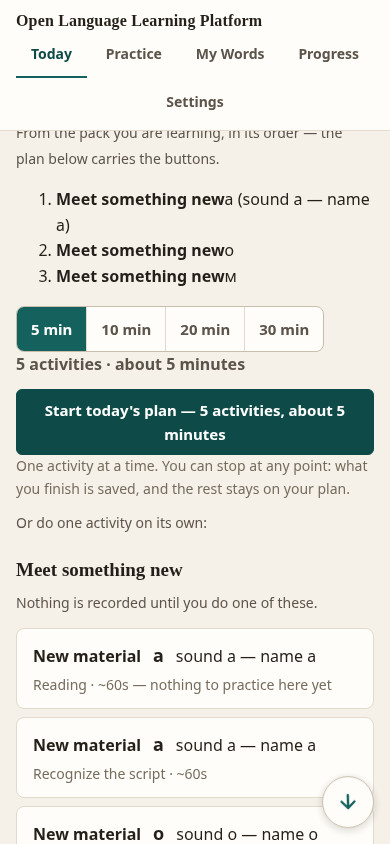 Open Language Learning Platform
Today Practice My Words Progress
Settings
From the pack you are learning, in its order — the
plan below carries the buttons.
1. Meet something newа (sound a — name
a)
2. Meet something newо
3. Meet something newм
5 min 10 min 20 min 30 min
5 activities · about 5 minutes
Start today's plan — 5 activities, about 5
minutes
One activity at a time. You can stop at any point: what
you finish is saved, and the rest stays on your plan.
Or do one activity on its own:
Meet something new
Nothing is recorded until you do one of these.
New material а sound a — name a
Reading · ~60s — nothing to practice here yet
New material а sound a — name a
Recognize the script · ~60s
New material о sound o — name o